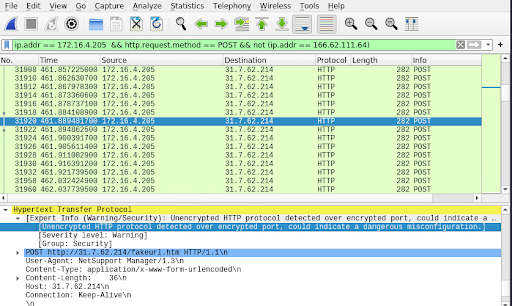 File Edit View Go Capture Analyze Statistics Telephony Wireless Tools Help
ip.addr == 172.16.4.205 && http.request.method == POST && not (ip.addr == 166.62.111.64)
No. Time Source Destination Protocol Length Info
31908 461.857225000 172.16.4.205 31.7.62.214 HTTP 282 POST
31910 461.862630700 172.16.4.205 31.7.62.214 HTTP 282 POST
31912 461.867978300 172.16.4.205 31.7.62.214 HTTP 282 POST
31914 461.873360600 172.16.4.205 31.7.62.214 HTTP 282 POST
31916 461.878737100 172.16.4.205 31.7.62.214 HTTP 282 POST
31918 461.884108900 172.16.4.205 31.7.62.214 HTTP 282 POST
31920 461.889481700 172.16.4.205 31.7.62.214 HTTP 282 POST
31922 461.894862500 172.16.4.205 31.7.62.214 HTTP 282 POST
31924 461.900391700 172.16.4.205 31.7.62.214 HTTP 282 POST
31926 461.905611400 172.16.4.205 31.7.62.214 HTTP 282 POST
31928 461.911002900 172.16.4.205 31.7.62.214 HTTP 282 POST
31930 461.916391200 172.16.4.205 31.7.62.214 HTTP 282 POST
31932 461.921739500 172.16.4.205 31.7.62.214 HTTP 282 POST
31958 462.032424900 172.16.4.205 31.7.62.214 HTTP 282 POST
31960 462.037739500 172.16.4.205 31.7.62.214 HTTP 282 POST
Hypertext Transfer Protocol
[Expert Info (Warning/Security): Unencrypted HTTP protocol detected over encrypted port, could indicate a ...
[Unencrypted HTTP protocol detected over encrypted port, could indicate a dangerous misconfiguration.]
[Severity level: Warning]
[Group: Security]
POST http://31.7.62.214/fakeurl.htm HTTP/1.1\n
User-Agent: NetSupport Manager/1.3\n
Content-Type: application/x-www-form-urlencoded\n
Content-Length: 36\n
Host: 31.7.62.214\n
Connection: Keep-Alive\n
\n